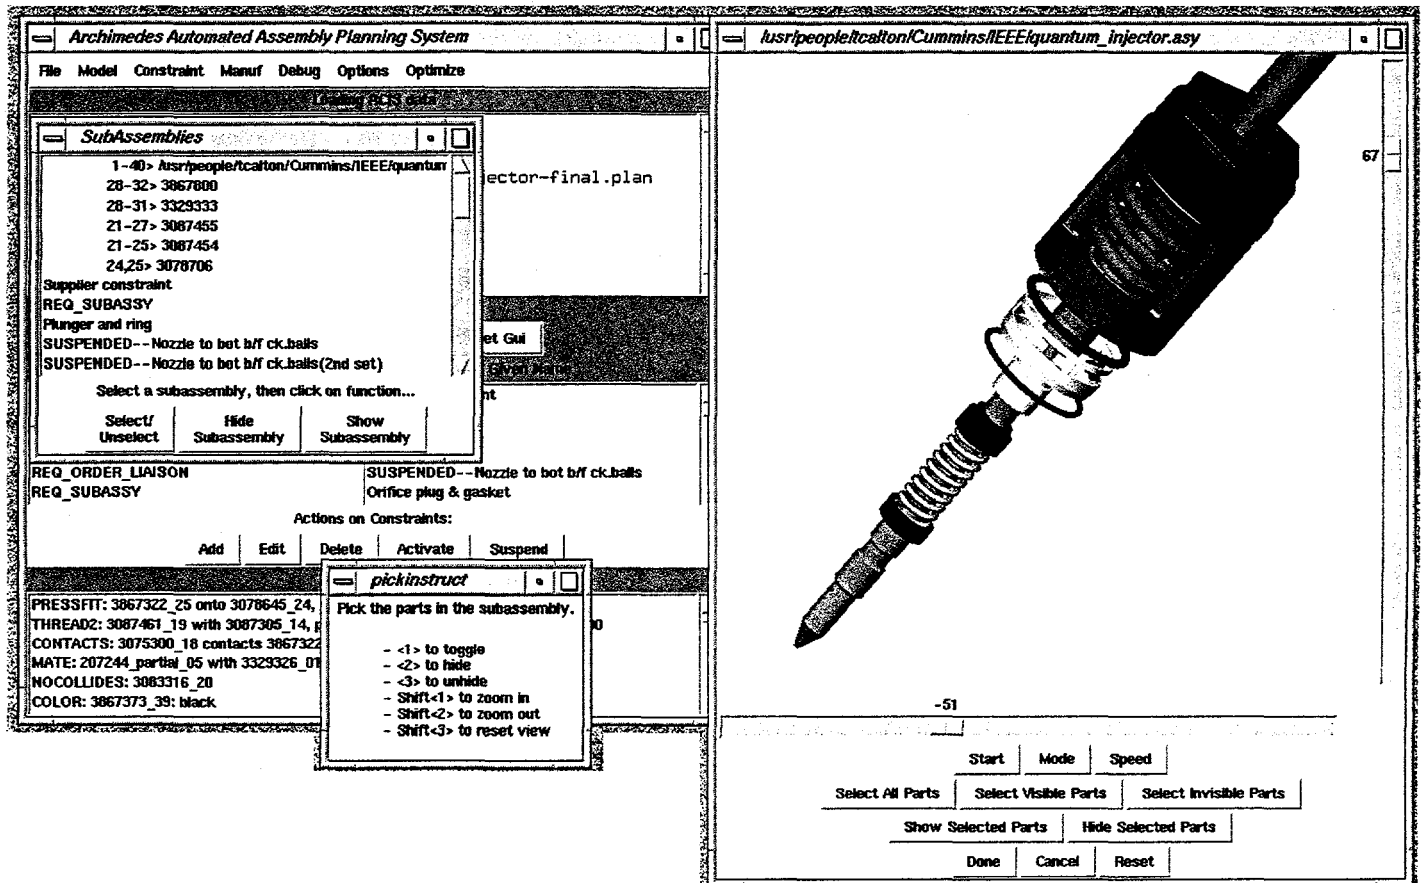 Archimedes Automated Assembly Planning System
File Model Constraint Manuf Debug Options Optimize
Loading ACIS data
SubAssemblies
1-40> /usr/people/tcalton/Cummins/IEEE/quantum
28-32> 3867800
28-31> 3329333
21-27> 3087455
21-25> 3087454
24,25> 3078706
Supplier constraint
REQ_SUBASSY
Plunger and ring
SUSPENDED--Nozzle to bot b/f ck.balls
SUSPENDED--Nozzle to bot b/f ck.balls(2nd set)
Select a subassembly, then click on function...
Select/ Unselect
Hide Subassembly
Show Subassembly
ector-final.plan
et Gui
Given Name
nt
REQ_ORDER_LIAISON SUSPENDED--Nozzle to bot b/f ck.balls
REQ_SUBASSY Orifice plug & gasket
Actions on Constraints:
Add Edit Delete Activate Suspend
PRESSFIT: 3867322_25 onto 3078645_24,
THREAD2: 3087461_19 with 3087305_14, p
CONTACTS: 3075300_18 contacts 3867322
MATE: 207244_partial_05 with 3329326_01
NOCOLLIDES: 3083316_20
COLOR: 3867373_39: black
pickinstruct
Pick the parts in the subassembly.
- <1> to toggle
- <2> to hide
- <3> to unhide
- Shift<1> to zoom in
- Shift<2> to zoom out
- Shift<3> to reset view
/usr/people/tcalton/Cummins/IEEE/quantum_injector.asy
67
-51
Start Mode Speed
Select All Parts Select Visible Parts Select Invisible Parts
Show Selected Parts Hide Selected Parts
Done Cancel Reset